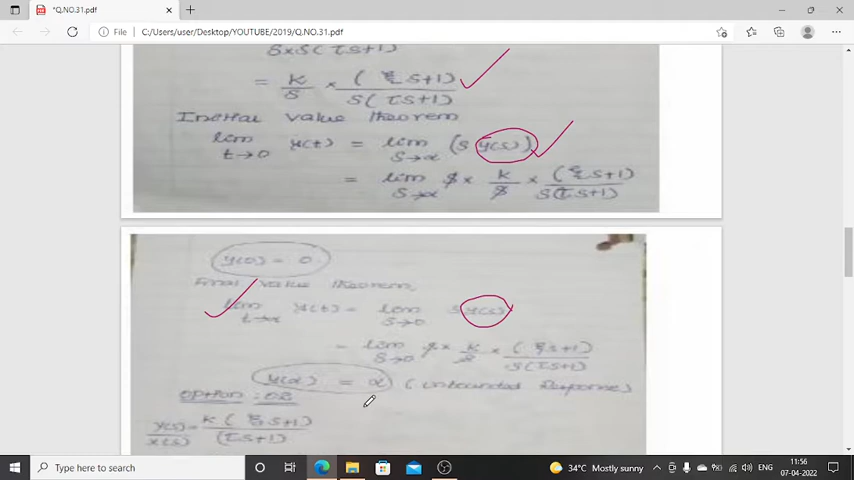 *Q.NO.31.pdf
File C:/Users/user/Desktop/YOUTUBE/2019/Q.NO.31.pdf
S×S(τS+1)
= K/S × (ξS+1)/S(τS+1)
Initial value theorem
lim t→0 y(t) = lim S→α (S y(s))
= lim S→α S × K/S × (ξS+1)/S(τS+1)
y(0) = 0
Final value theorem,
lim t→α y(t) = lim S→0 S y(s)
= lim S→0 S × K/S × (ξS+1)/S(τS+1)
y(α) = α (unbounded Response)
option :02
y(s)/x(s) = K(ξS+1)/(τS+1)
Type here to search
34°C Mostly sunny
ENG
11:56
07-04-2022